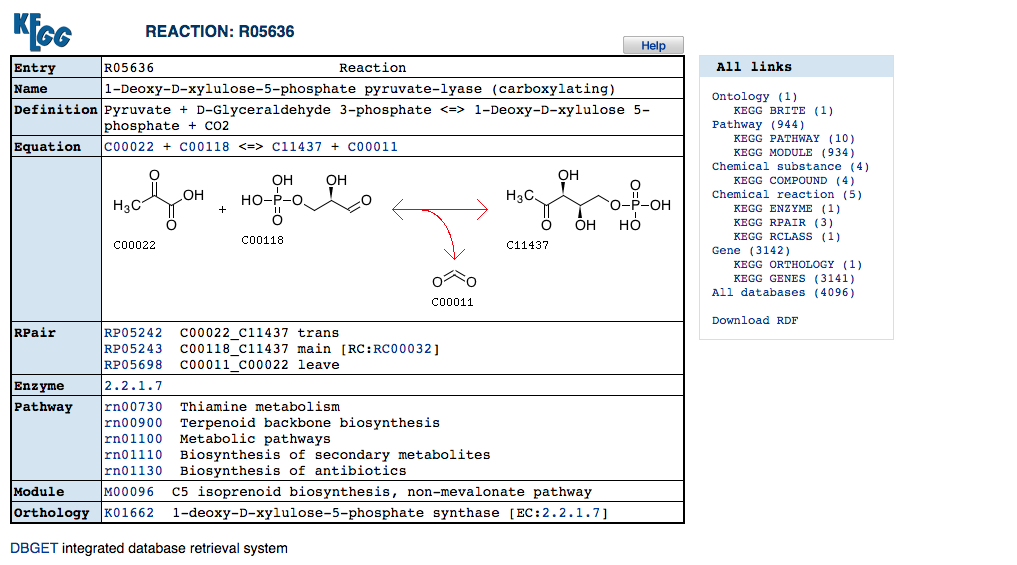 KEGG
REACTION: R05636
Help
Entry R05636 Reaction
Name 1-Deoxy-D-xylulose-5-phosphate pyruvate-lyase (carboxylating)
Definition Pyruvate + D-Glyceraldehyde 3-phosphate <=> 1-Deoxy-D-xylulose 5-
phosphate + CO2
Equation C00022 + C00118 <=> C11437 + C00011
O OH H3C O
C00022
+
OH OH HO-P-O O O
C00118
OH O H3C O-P-OH O OH HO
C11437
O O
C00011
RPair RP05242 C00022_C11437 trans
RP05243 C00118_C11437 main [RC:RC00032]
RP05698 C00011_C00022 leave
Enzyme 2.2.1.7
Pathway rn00730 Thiamine metabolism
rn00900 Terpenoid backbone biosynthesis
rn01100 Metabolic pathways
rn01110 Biosynthesis of secondary metabolites
rn01130 Biosynthesis of antibiotics
Module M00096 C5 isoprenoid biosynthesis, non-mevalonate pathway
Orthology K01662 1-deoxy-D-xylulose-5-phosphate synthase [EC:2.2.1.7]
All links
Ontology (1)
KEGG BRITE (1)
Pathway (944)
KEGG PATHWAY (10)
KEGG MODULE (934)
Chemical substance (4)
KEGG COMPOUND (4)
Chemical reaction (5)
KEGG ENZYME (1)
KEGG RPAIR (3)
KEGG RCLASS (1)
Gene (3142)
KEGG ORTHOLOGY (1)
KEGG GENES (3141)
All databases (4096)
Download RDF
DBGET integrated database retrieval system